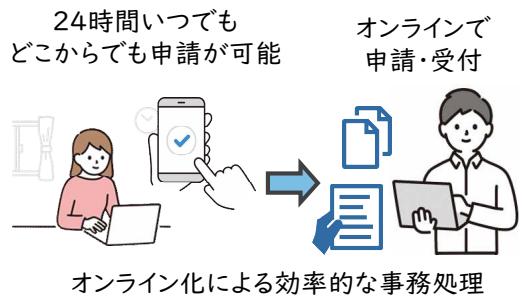 24時間いつでも
どこからでも申請が可能
オンラインで
申請・受付
オンライン化による効率的な事務処理